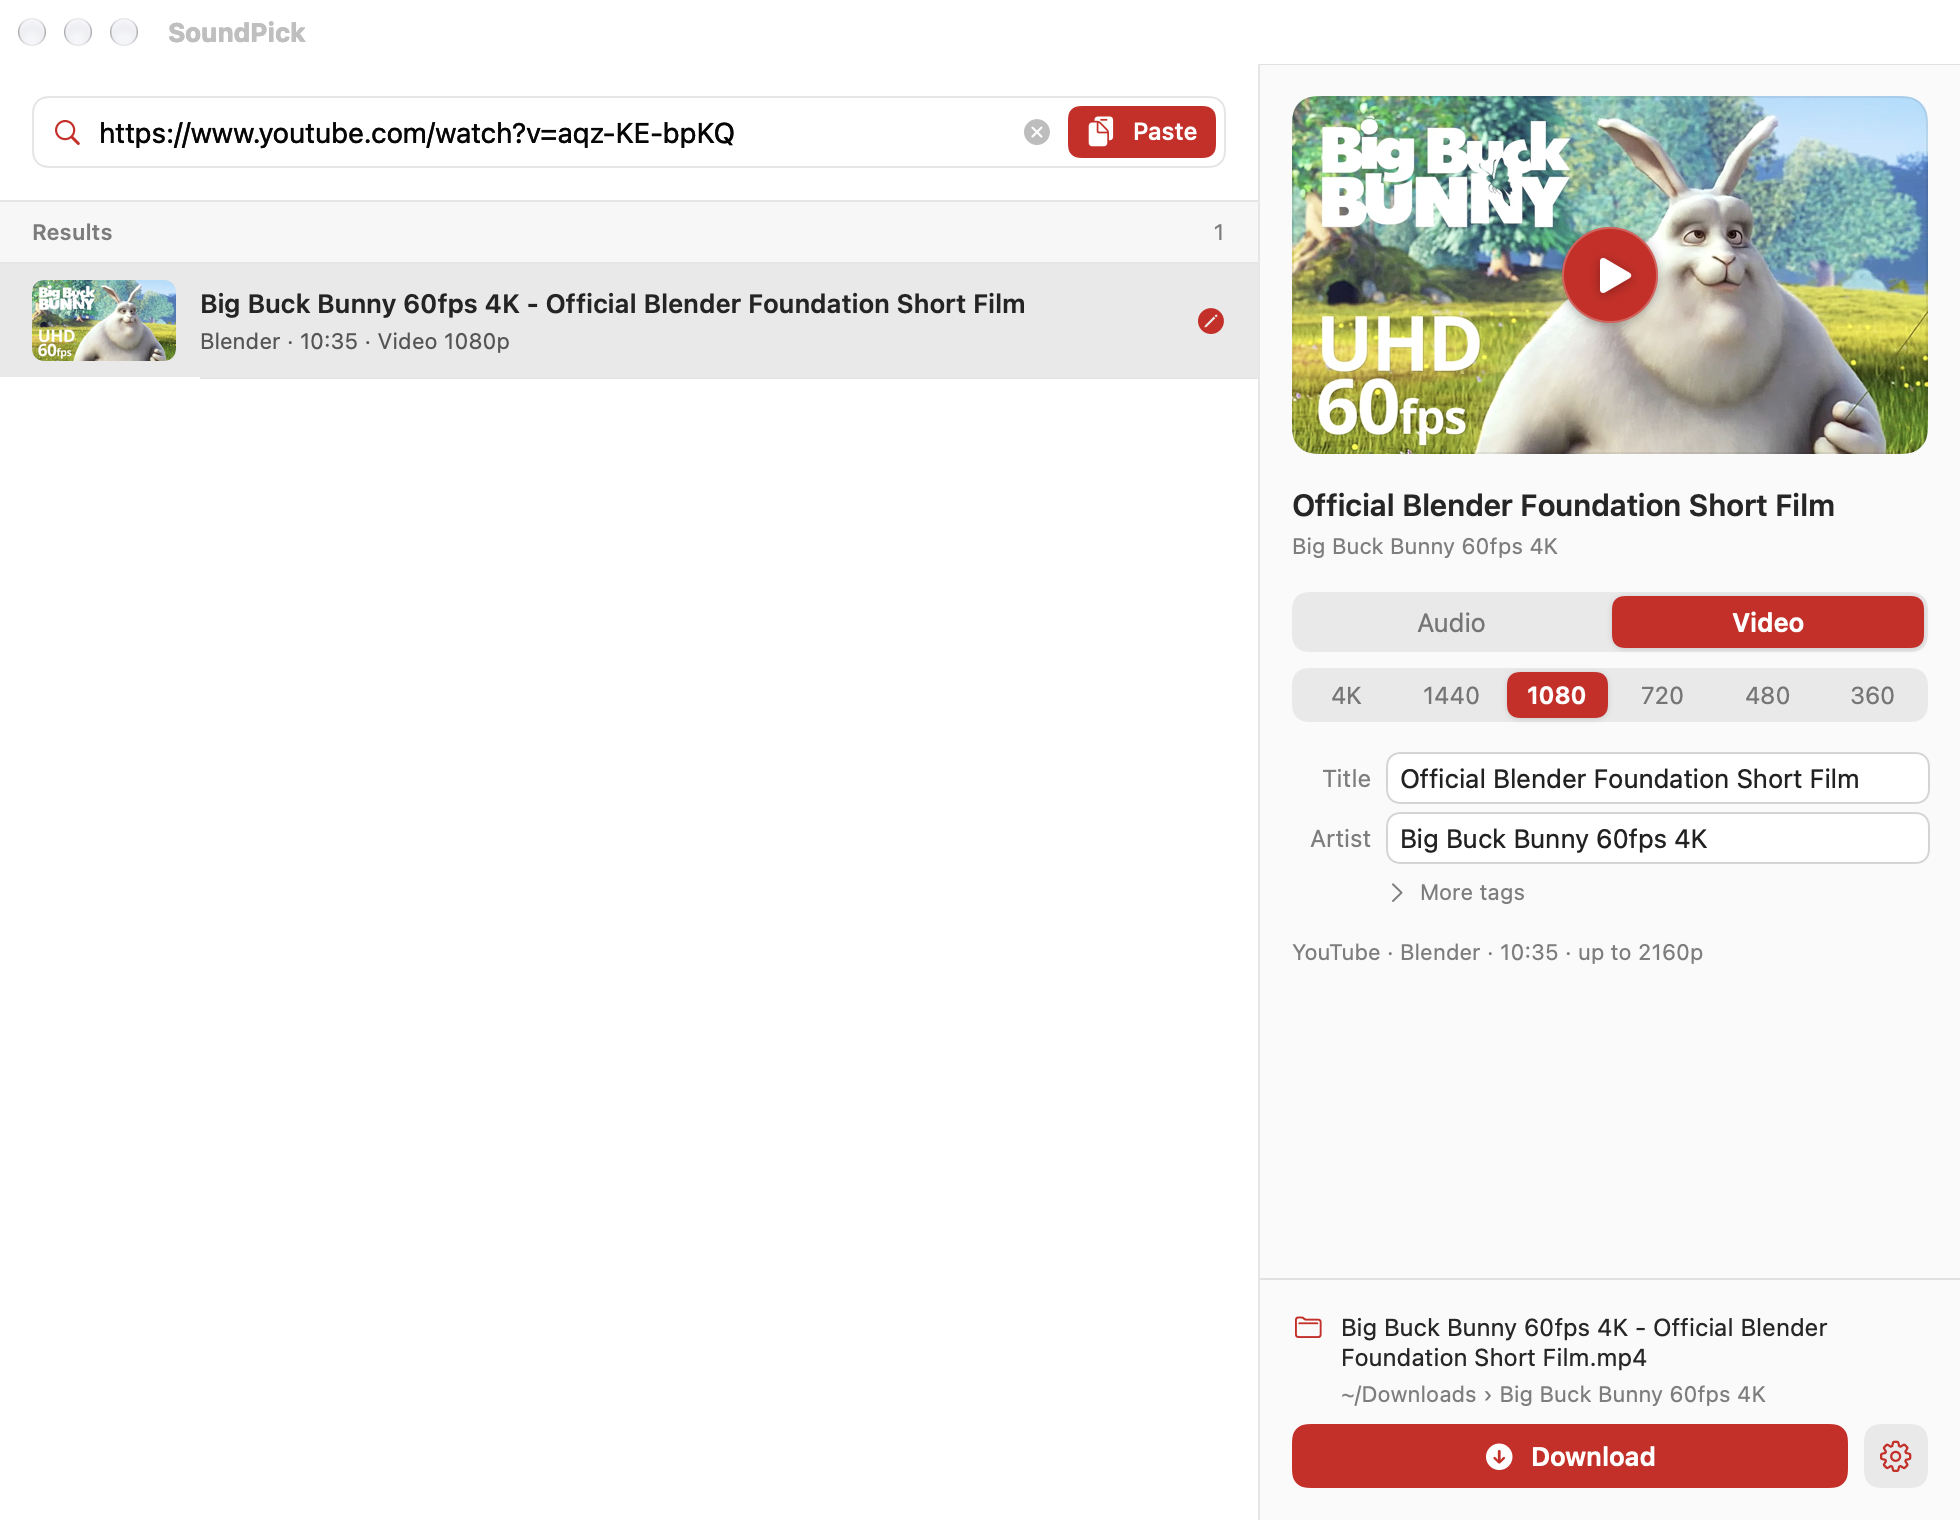 SoundPick
https://www.youtube.com/watch?v=aqz-KE-bpKQ
Paste
Results
1
Big Buck BUNNY
UHD
60fps
Big Buck Bunny 60fps 4K - Official Blender Foundation Short Film
Blender · 10:35 · Video 1080p
Big Buck
BUNNY
UHD
60fps
Official Blender Foundation Short Film
Big Buck Bunny 60fps 4K
Audio
Video
4K
1440
1080
720
480
360
Title
Official Blender Foundation Short Film
Artist
Big Buck Bunny 60fps 4K
More tags
YouTube · Blender · 10:35 · up to 2160p
Big Buck Bunny 60fps 4K - Official Blender
Foundation Short Film.mp4
~/Downloads › Big Buck Bunny 60fps 4K
Download